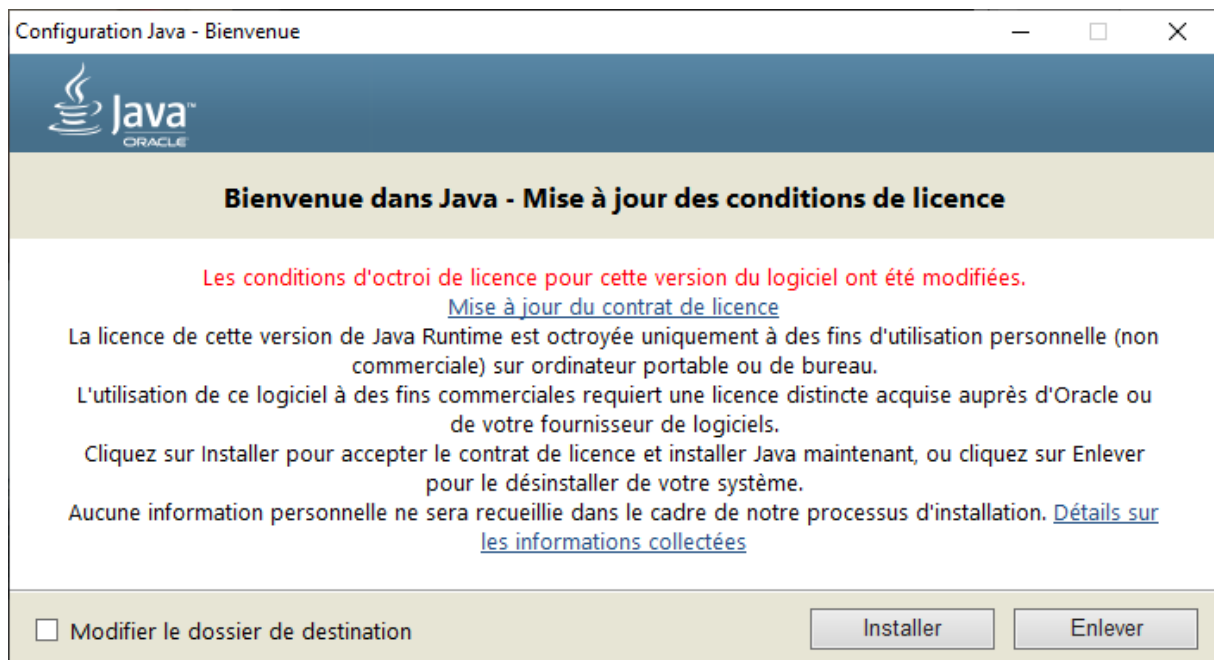 Configuration Java - Bienvenue
Java™
ORACLE
Bienvenue dans Java - Mise à jour des conditions de licence
Les conditions d'octroi de licence pour cette version du logiciel ont été modifiées.
Mise à jour du contrat de licence
La licence de cette version de Java Runtime est octroyée uniquement à des fins d'utilisation personnelle (non
commerciale) sur ordinateur portable ou de bureau.
L'utilisation de ce logiciel à des fins commerciales requiert une licence distincte acquise auprès d'Oracle ou
de votre fournisseur de logiciels.
Cliquez sur Installer pour accepter le contrat de licence et installer Java maintenant, ou cliquez sur Enlever
pour le désinstaller de votre système.
Aucune information personnelle ne sera recueillie dans le cadre de notre processus d'installation. Détails sur
les informations collectées
Modifier le dossier de destination
Installer
Enlever